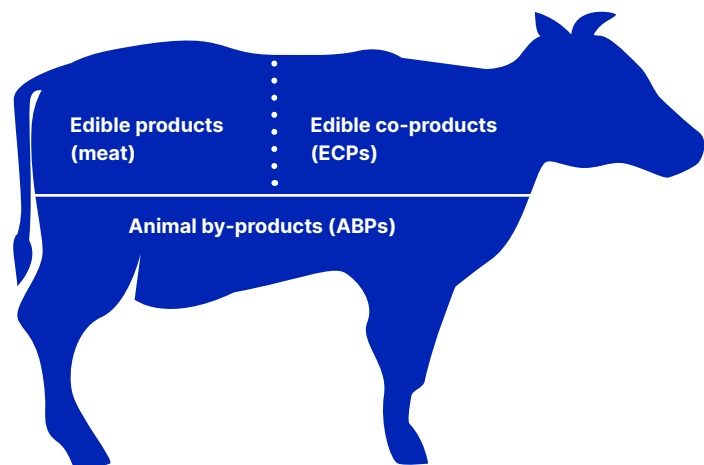 Edible products
(meat)
Edible co-products
(ECPs)
Animal by-products (ABPs)